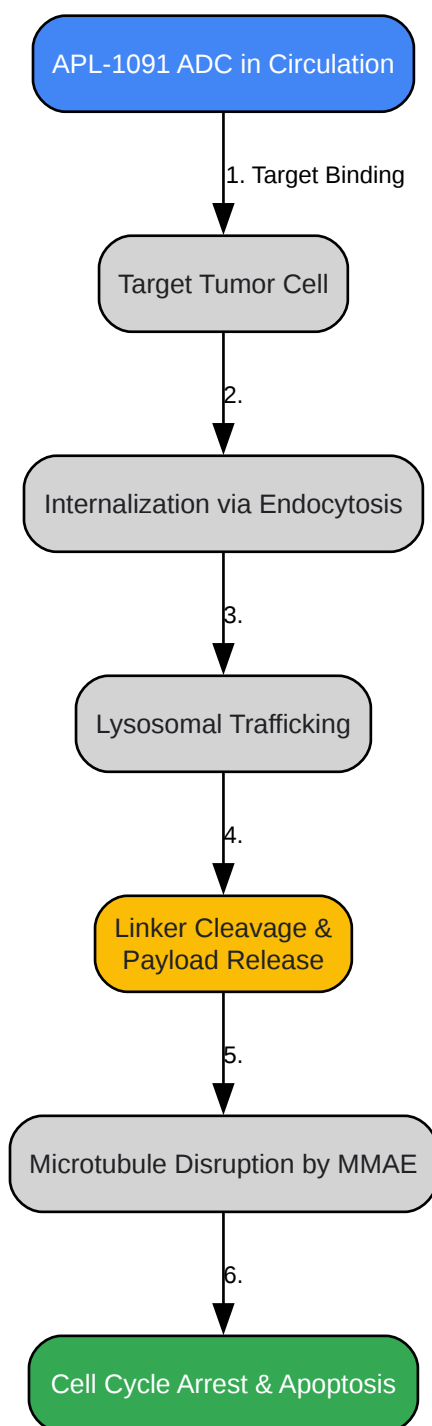 APL-1091 ADC in Circulation
1. Target Binding
Target Tumor Cell
2.
Internalization via Endocytosis
3.
Lysosomal Trafficking
4.
Linker Cleavage &
Payload Release
5.
Microtubule Disruption by MMAE
6.
Cell Cycle Arrest & Apoptosis